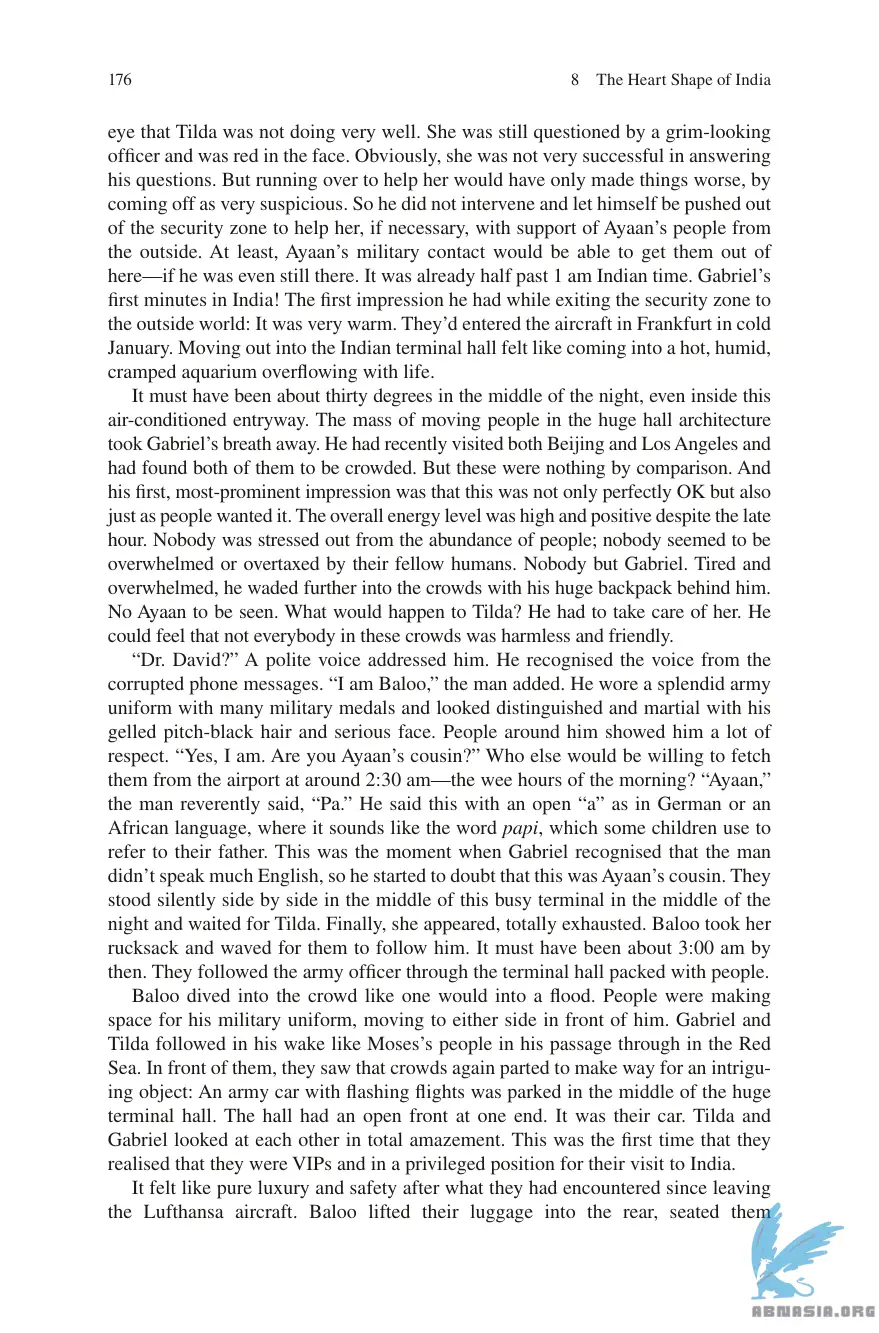 176
8 The Heart Shape of India
eye that Tilda was not doing very well. She was still questioned by a grim-looking
officer and was red in the face. Obviously, she was not very successful in answering
his questions. But running over to help her would have only made things worse, by
coming off as very suspicious. So he did not intervene and let himself be pushed out
of the security zone to help her, if necessary, with support of Ayaan’s people from
the outside. At least, Ayaan’s military contact would be able to get them out of
here—if he was even still there. It was already half past 1 am Indian time. Gabriel’s
first minutes in India! The first impression he had while exiting the security zone to
the outside world: It was very warm. They’d entered the aircraft in Frankfurt in cold
January. Moving out into the Indian terminal hall felt like coming into a hot, humid,
cramped aquarium overflowing with life.
It must have been about thirty degrees in the middle of the night, even inside this
air-conditioned entryway. The mass of moving people in the huge hall architecture
took Gabriel’s breath away. He had recently visited both Beijing and Los Angeles and
had found both of them to be crowded. But these were nothing by comparison. And
his first, most-prominent impression was that this was not only perfectly OK but also
just as people wanted it. The overall energy level was high and positive despite the late
hour. Nobody was stressed out from the abundance of people; nobody seemed to be
overwhelmed or overtaxed by their fellow humans. Nobody but Gabriel. Tired and
overwhelmed, he waded further into the crowds with his huge backpack behind him.
No Ayaan to be seen. What would happen to Tilda? He had to take care of her. He
could feel that not everybody in these crowds was harmless and friendly.
“Dr. David?” A polite voice addressed him. He recognised the voice from the
corrupted phone messages. “I am Baloo,” the man added. He wore a splendid army
uniform with many military medals and looked distinguished and martial with his
gelled pitch-black hair and serious face. People around him showed him a lot of
respect. “Yes, I am. Are you Ayaan’s cousin?” Who else would be willing to fetch
them from the airport at around 2:30 am—the wee hours of the morning? “Ayaan,”
the man reverently said, “Pa.” He said this with an open “a” as in German or an
African language, where it sounds like the word papi, which some children use to
refer to their father. This was the moment when Gabriel recognised that the man
didn’t speak much English, so he started to doubt that this was Ayaan’s cousin. They
stood silently side by side in the middle of this busy terminal in the middle of the
night and waited for Tilda. Finally, she appeared, totally exhausted. Baloo took her
rucksack and waved for them to follow him. It must have been about 3:00 am by
then. They followed the army officer through the terminal hall packed with people.
Baloo dived into the crowd like one would into a flood. People were making
space for his military uniform, moving to either side in front of him. Gabriel and
Tilda followed in his wake like Moses’s people in his passage through in the Red
Sea. In front of them, they saw that crowds again parted to make way for an intrigu-
ing object: An army car with flashing flights was parked in the middle of the huge
terminal hall. The hall had an open front at one end. It was their car. Tilda and
Gabriel looked at each other in total amazement. This was the first time that they
realised that they were VIPs and in a privileged position for their visit to India.
It felt like pure luxury and safety after what they had encountered since leaving
the Lufthansa aircraft. Baloo lifted their luggage into the rear, seated them
ABNASIA.ORG